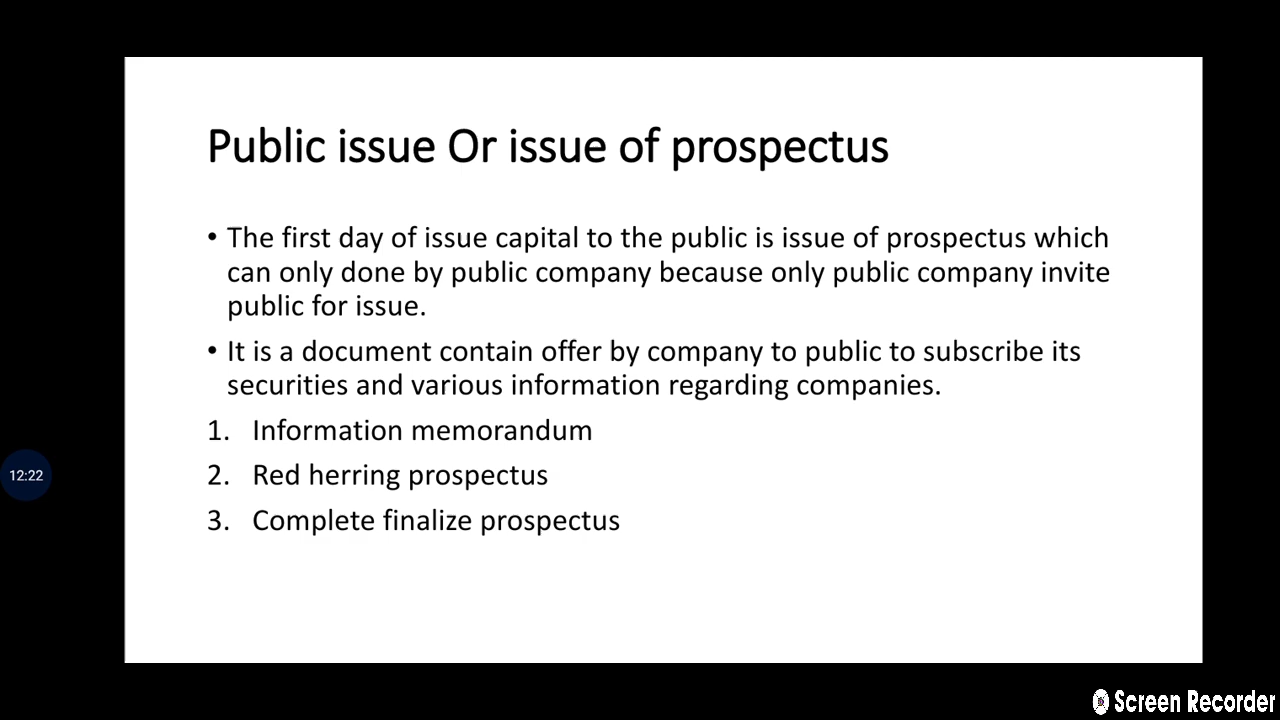 Public issue Or issue of prospectus
• The first day of issue capital to the public is issue of prospectus which
can only done by public company because only public company invite
public for issue.
• It is a document contain offer by company to public to subscribe its
securities and various information regarding companies.
1. Information memorandum
2. Red herring prospectus
3. Complete finalize prospectus
12:22
Screen Recorder